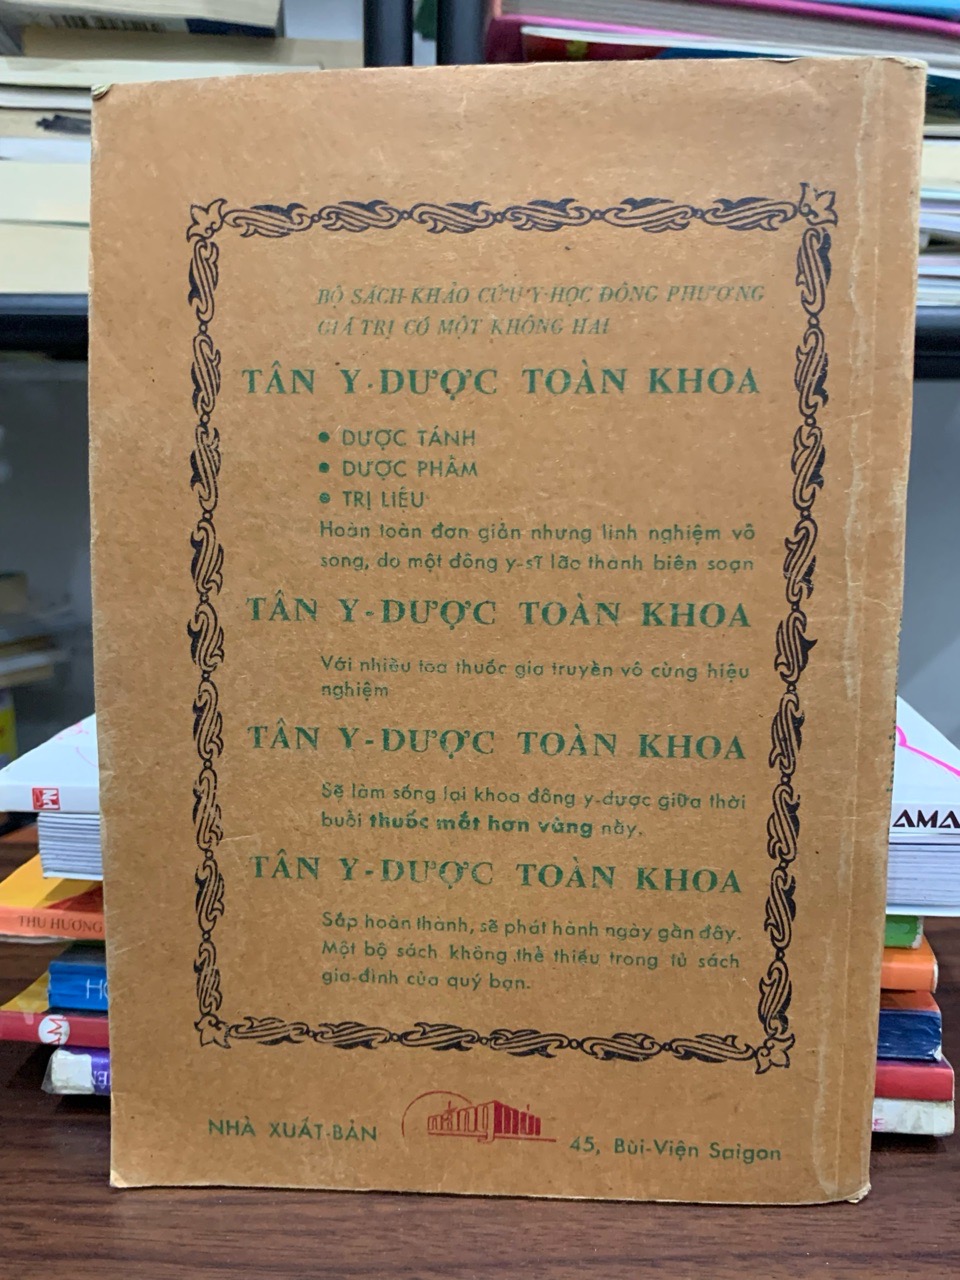 BỘ SÁCH KHẢO CỨU Y-HỌC ĐÔNG PHƯƠNG
GIÁ TRỊ CÓ MỘT KHÔNG HAI
TÂN Y-DƯỢC TOÀN KHOA
• DƯỢC TÁNH
• DƯỢC PHẨM
• TRỊ LIỆU
Hoàn toàn đơn giản nhưng linh nghiệm vô
song, do một đông y-sĩ lão thành biên soạn
TÂN Y-DƯỢC TOÀN KHOA
Với nhiều toa thuốc gia truyền vô cùng hiệu
nghiệm
TÂN Y-DƯỢC TOÀN KHOA
Sẽ làm sống lại khoa đông y-dược giữa thời
buổi thuốc mắt hơn vàng này.
TÂN Y-DƯỢC TOÀN KHOA
Sắp hoàn thành, sẽ phát hành ngày gần đây.
Một bộ sách không thể thiếu trong tủ sách
gia-đình của quý bạn.
NHÀ XUẤT-BẢN
45, Bùi-Viện Saigon
AMA
THU HƯƠNG